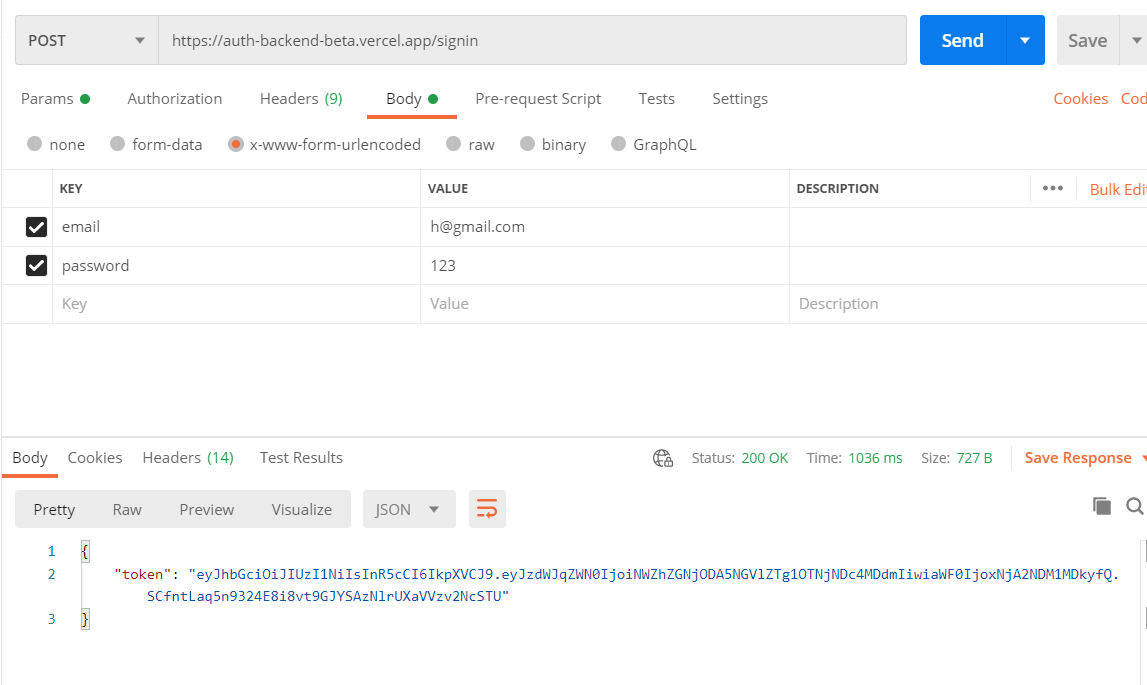 POST https://auth-backend-beta.vercel.app/signin Send Save
Params Authorization Headers (9) Body Pre-request Script Tests Settings Cookies Cod
none form-data x-www-form-urlencoded raw binary GraphQL
KEY VALUE DESCRIPTION ••• Bulk Edit
email h@gmail.com
password 123
Key Value Description
Body Cookies Headers (14) Test Results Status: 200 OK Time: 1036 ms Size: 727 B Save Response
Pretty Raw Preview Visualize JSON
1 {
2 "token": "eyJhbGciOiJIUzI1NiIsInR5cCI6IkpXVCJ9.eyJzdWJqZWN0IjoiNWZhZGNjODA5NGVlZTg1OTNjNDc4MDdmIiwiaWF0IjoxNjA2NDM1MDkyfQ.
SCfntLaq5n9324E8i8vt9GJYSAzNlrUXaVVzv2NcSTU"
3 }